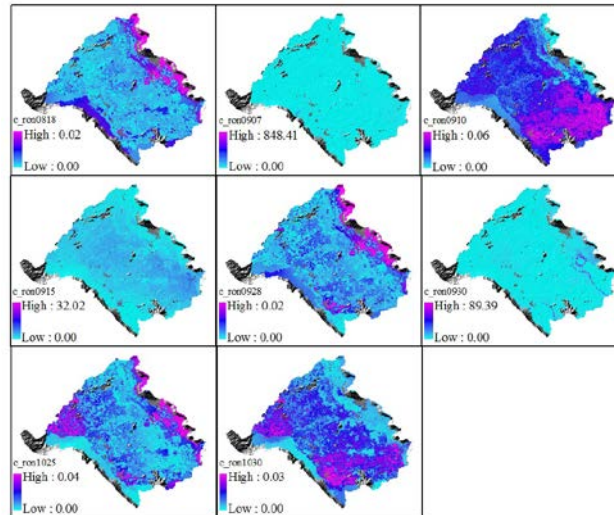 c_ron0818
High : 0.02
Low : 0.00
c_ron0907
High : 848.41
Low : 0.00
c_ron0910
High : 0.06
Low : 0.00
c_ron0915
High : 32.02
Low : 0.00
c_ron0928
High : 0.02
Low : 0.00
c_ron0930
High : 89.39
Low : 0.00
c_ron1025
High : 0.04
Low : 0.00
c_ron1030
High : 0.03
Low : 0.00